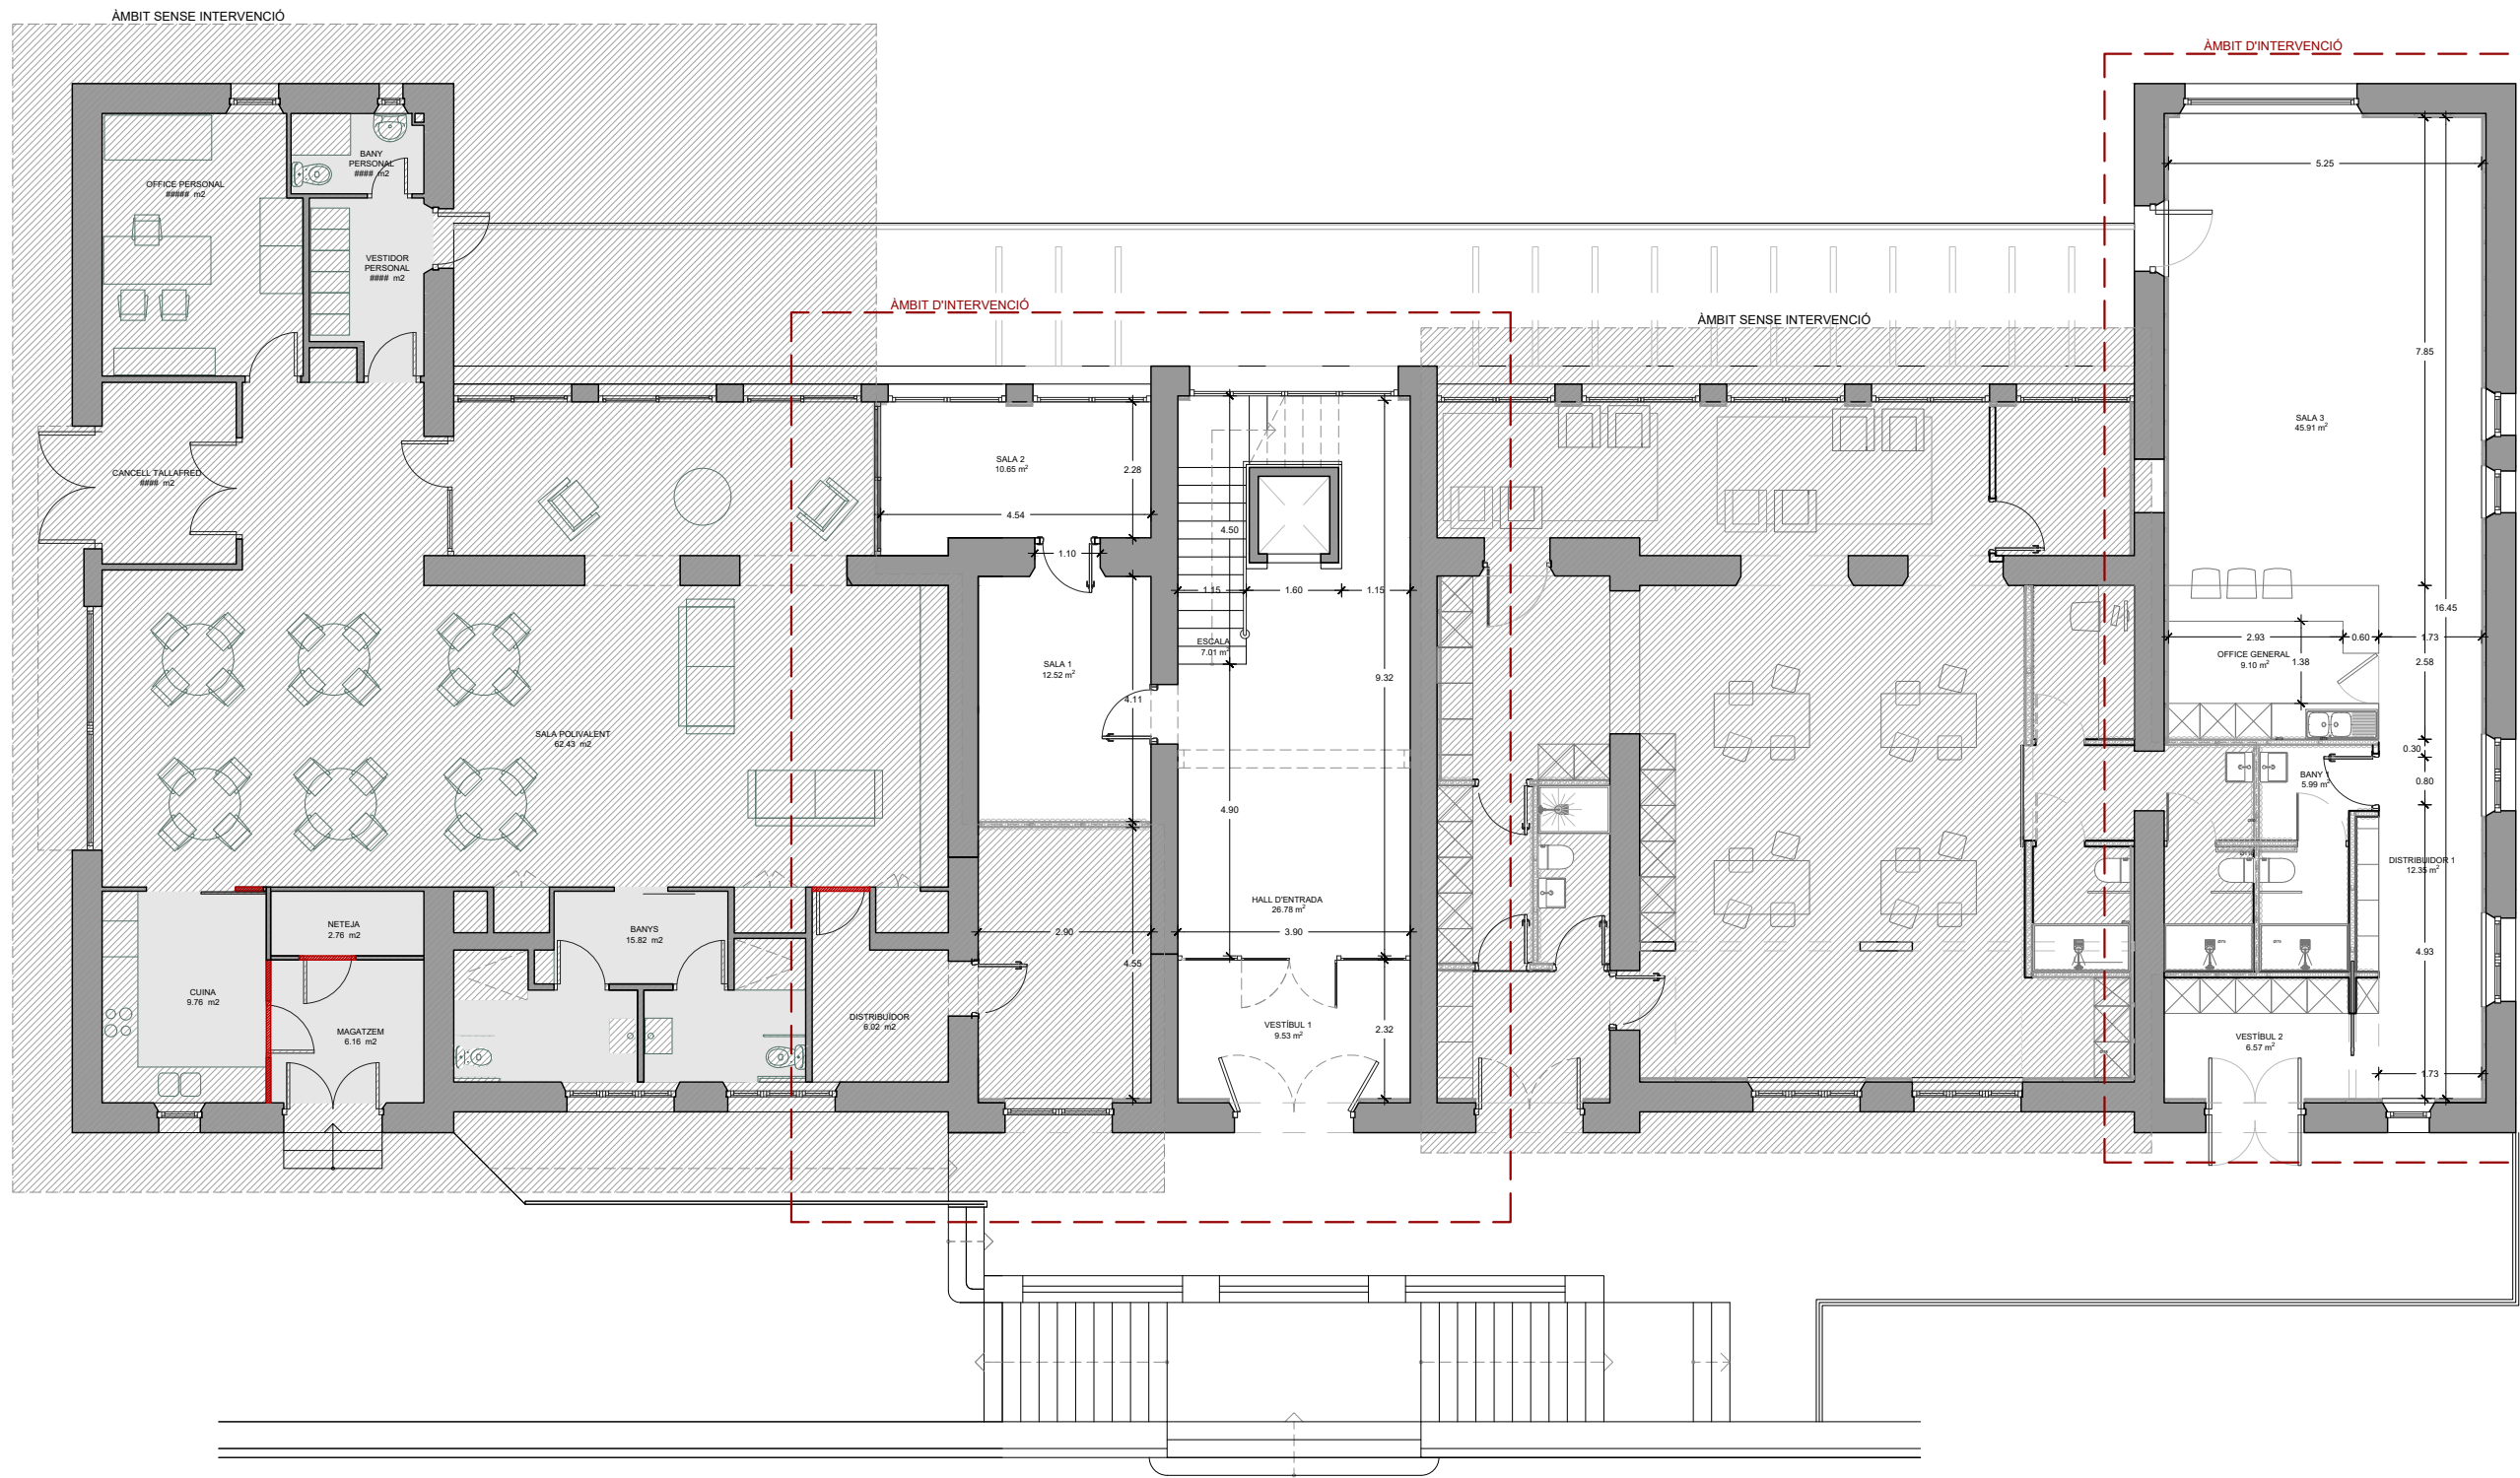 ÀMBIT SENSE INTERVENCIÓ
ÀMBIT D'INTERVENCIÓ
BANY
PERSONAL
#### m2
OFFICE PERSONAL
##### m2
5.25
VESTIDOR
PERSONAL
#### m2
ÀMBIT D'INTERVENCIÓ
ÀMBIT SENSE INTERVENCIÓ
7.85
SALA 3
45.91 m²
CANCELL TALLAFRED
#### m2
SALA 2
10.65 m²
2.28
4.54
4.50
1.10
1.15
1.60
1.15
16.45
ESCALA
7.01 m²
2.93
0.60
1.73
OFFICE GENERAL
9.10 m²
1.38
2.58
SALA 1
12.52 m²
9.32
4.11
SALA POLIVALENT
62.43 m2
0.30
BANY 1
5.99 m²
0.80
4.90
DISTRIBUIDOR 1
12.35 m²
HALL D'ENTRADA
26.78 m²
NETEJA
2.76 m2
BANYS
15.82 m2
2.90
3.90
4.55
4.93
CUINA
9.76 m2
MAGATZEM
6.16 m2
DISTRIBUÏDOR
6.02 m2
VESTÍBUL 1
9.53 m²
2.32
VESTÍBUL 2
6.57 m²
1.73